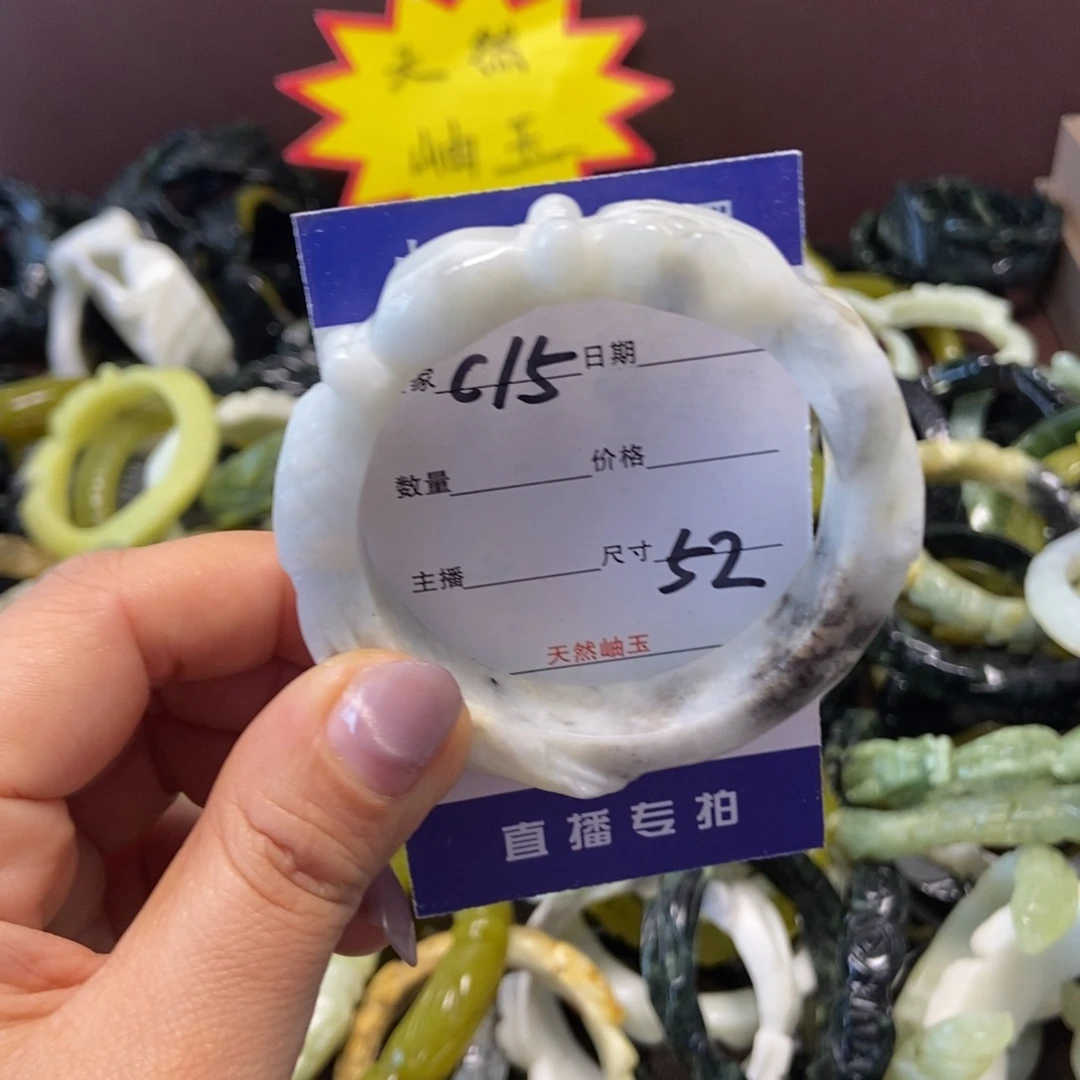 天然
岫玉
家 C15 日期
数量 价格
主播 尺寸 52
天然岫玉
直播专拍